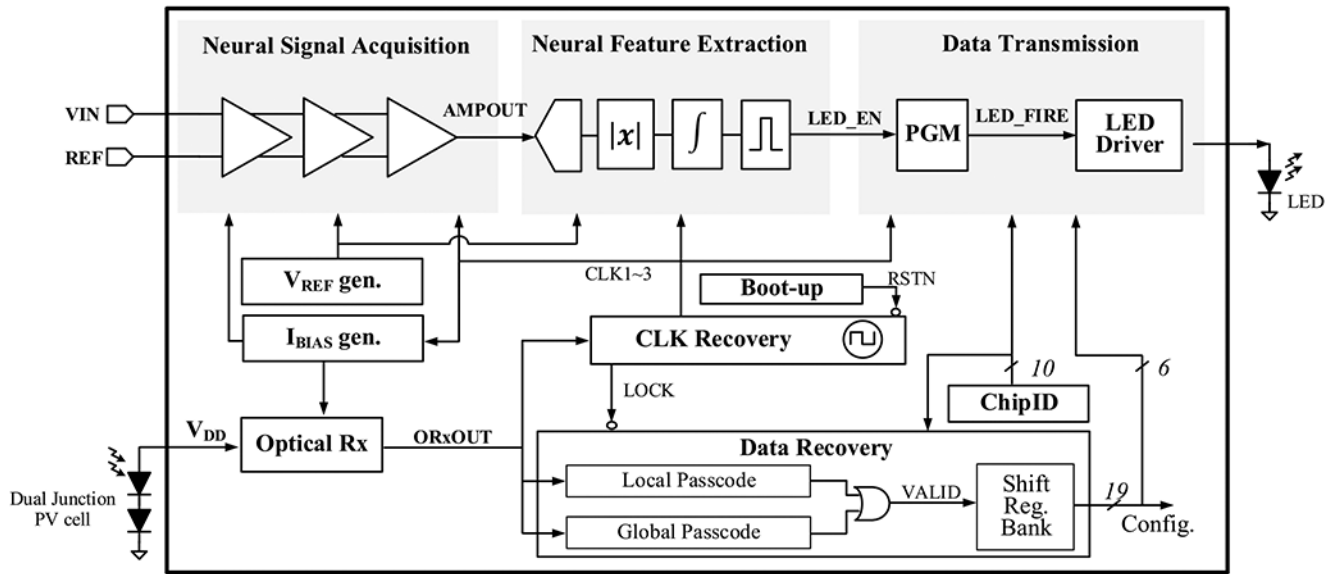 Neural Signal Acquisition
Neural Feature Extraction
Data Transmission
VIN
REF
AMPOUT
|x|
∫
LED_EN
PGM
LED_FIRE
LED
Driver
LED
VREF gen.
CLK1~3
Boot-up
RSTN
IBIAS gen.
CLK Recovery
LOCK
10
6
ChipID
VDD
Optical Rx
ORxOUT
Data Recovery
Dual Junction
PV cell
Local Passcode
Global Passcode
VALID
Shift
Reg.
Bank
19
Config.